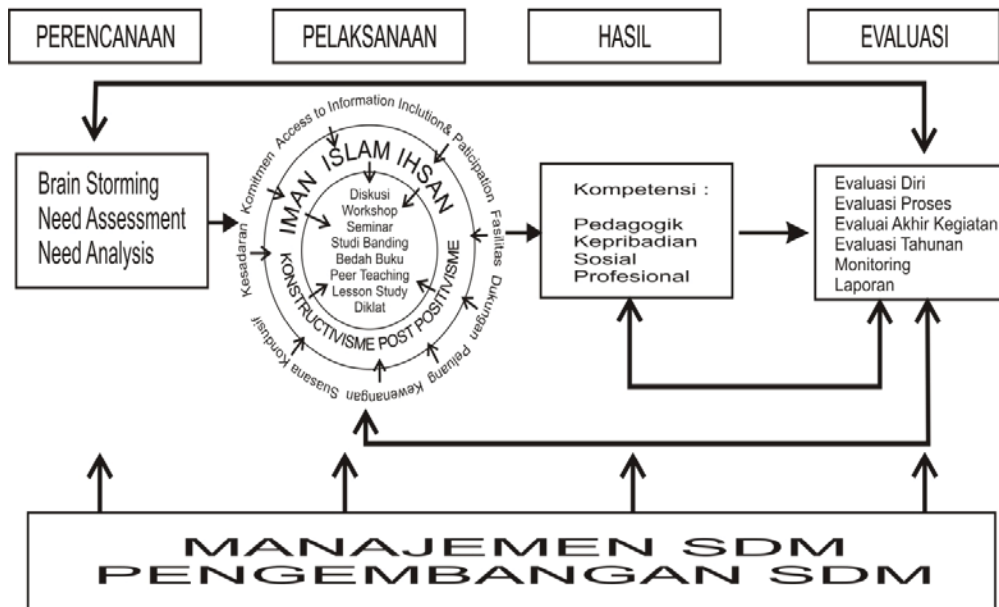 PERENCANAAN
PELAKSANAAN
HASIL
EVALUASI
Brain Storming
Need Assessment
Need Analysis
Kesadaran Komitmen Access to Information Inclution& Paticipation Fasilitas Dukungan Peluang Kewenangan Suasana Kondusif
IMAN ISLAM IHSAN
KONSTRUCTIVISME POST POSITIVISME
Diskusi
Workshop
Seminar
Studi Banding
Bedah Buku
Peer Teaching
Lesson Study
Diklat
Kompetensi :
Pedagogik
Kepribadian
Sosial
Profesional
Evaluasi Diri
Evaluasi Proses
Evaluai Akhir Kegiatan
Evaluasi Tahunan
Monitoring
Laporan
MANAJEMEN SDM
PENGEMBANGAN SDM